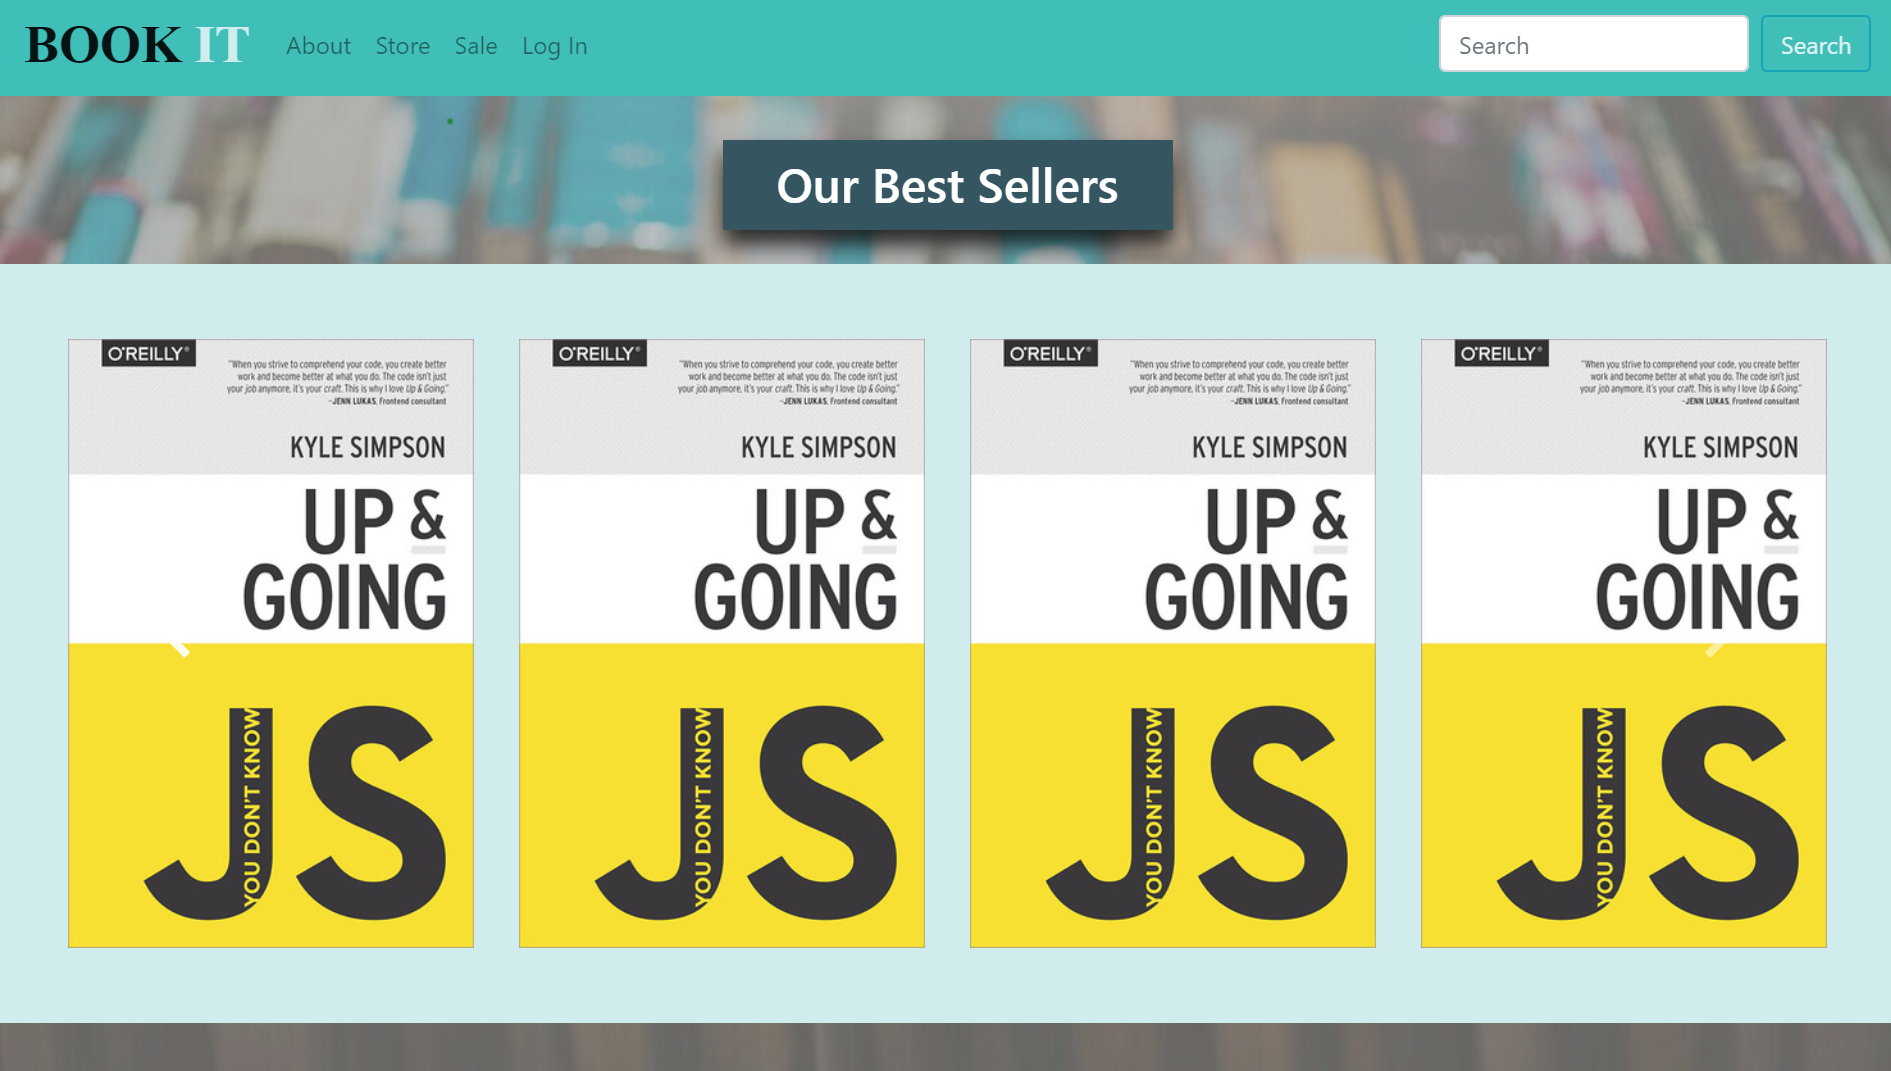 BOOK IT About Store Sale Log In Search Search
Our Best Sellers
O'REILLY®
"When you strive to comprehend your code, you create better
work and become better at what you do. The code isn't just
your job anymore, it's your craft. This is why I love Up & Going."
–JENN LUKAS, Frontend consultant
KYLE SIMPSON
UP &
GOING
YOU DON'T KNOW
JS
O'REILLY®
"When you strive to comprehend your code, you create better
work and become better at what you do. The code isn't just
your job anymore, it's your craft. This is why I love Up & Going."
–JENN LUKAS, Frontend consultant
KYLE SIMPSON
UP &
GOING
YOU DON'T KNOW
JS
O'REILLY®
"When you strive to comprehend your code, you create better
work and become better at what you do. The code isn't just
your job anymore, it's your craft. This is why I love Up & Going."
–JENN LUKAS, Frontend consultant
KYLE SIMPSON
UP &
GOING
YOU DON'T KNOW
JS
O'REILLY®
"When you strive to comprehend your code, you create better
work and become better at what you do. The code isn't just
your job anymore, it's your craft. This is why I love Up & Going."
–JENN LUKAS, Frontend consultant
KYLE SIMPSON
UP &
GOING
YOU DON'T KNOW
JS